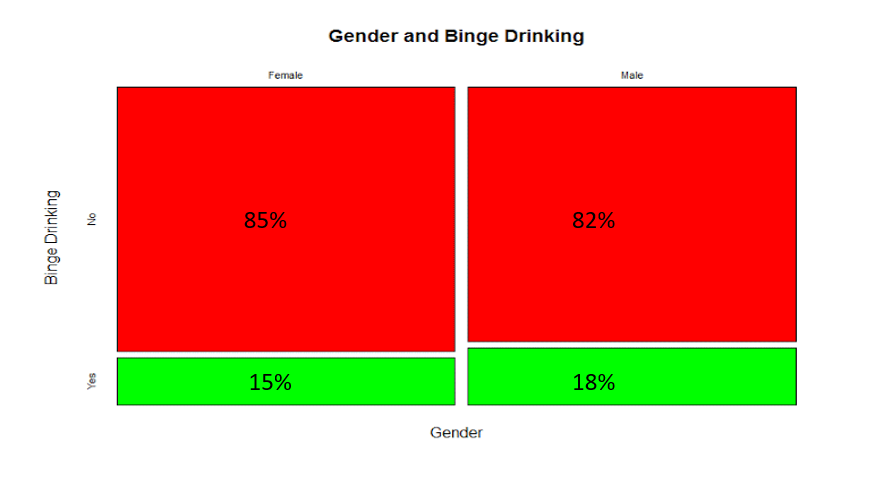 Gender and Binge Drinking
Female Male
No
85% 82%
Binge Drinking
Yes
15% 18%
Gender